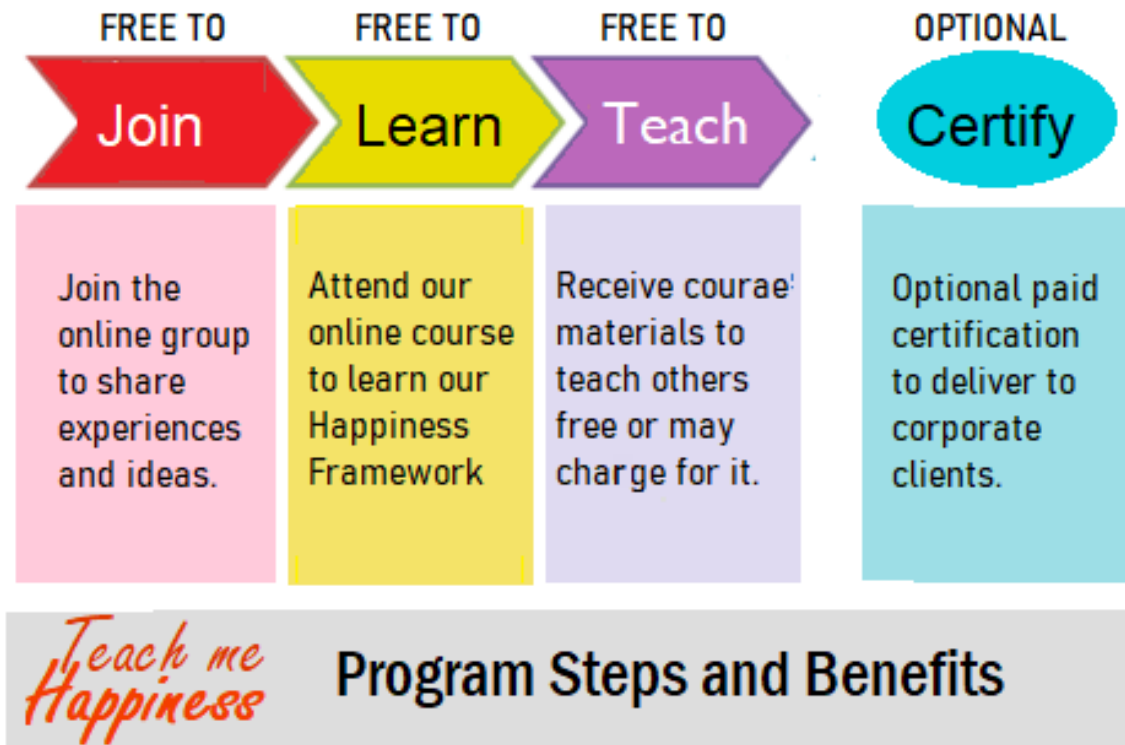 FREE TO
FREE TO
FREE TO
OPTIONAL
Join
Learn
Teach
Certify
Join the
online group
to share
experiences
and ideas.
Attend our
online course
to learn our
Happiness
Framework
Receive courae
materials to
teach others
free or may
charge for it.
Optional paid
certification
to deliver to
corporate
clients.
Teach me
Happiness
Program Steps and Benefits